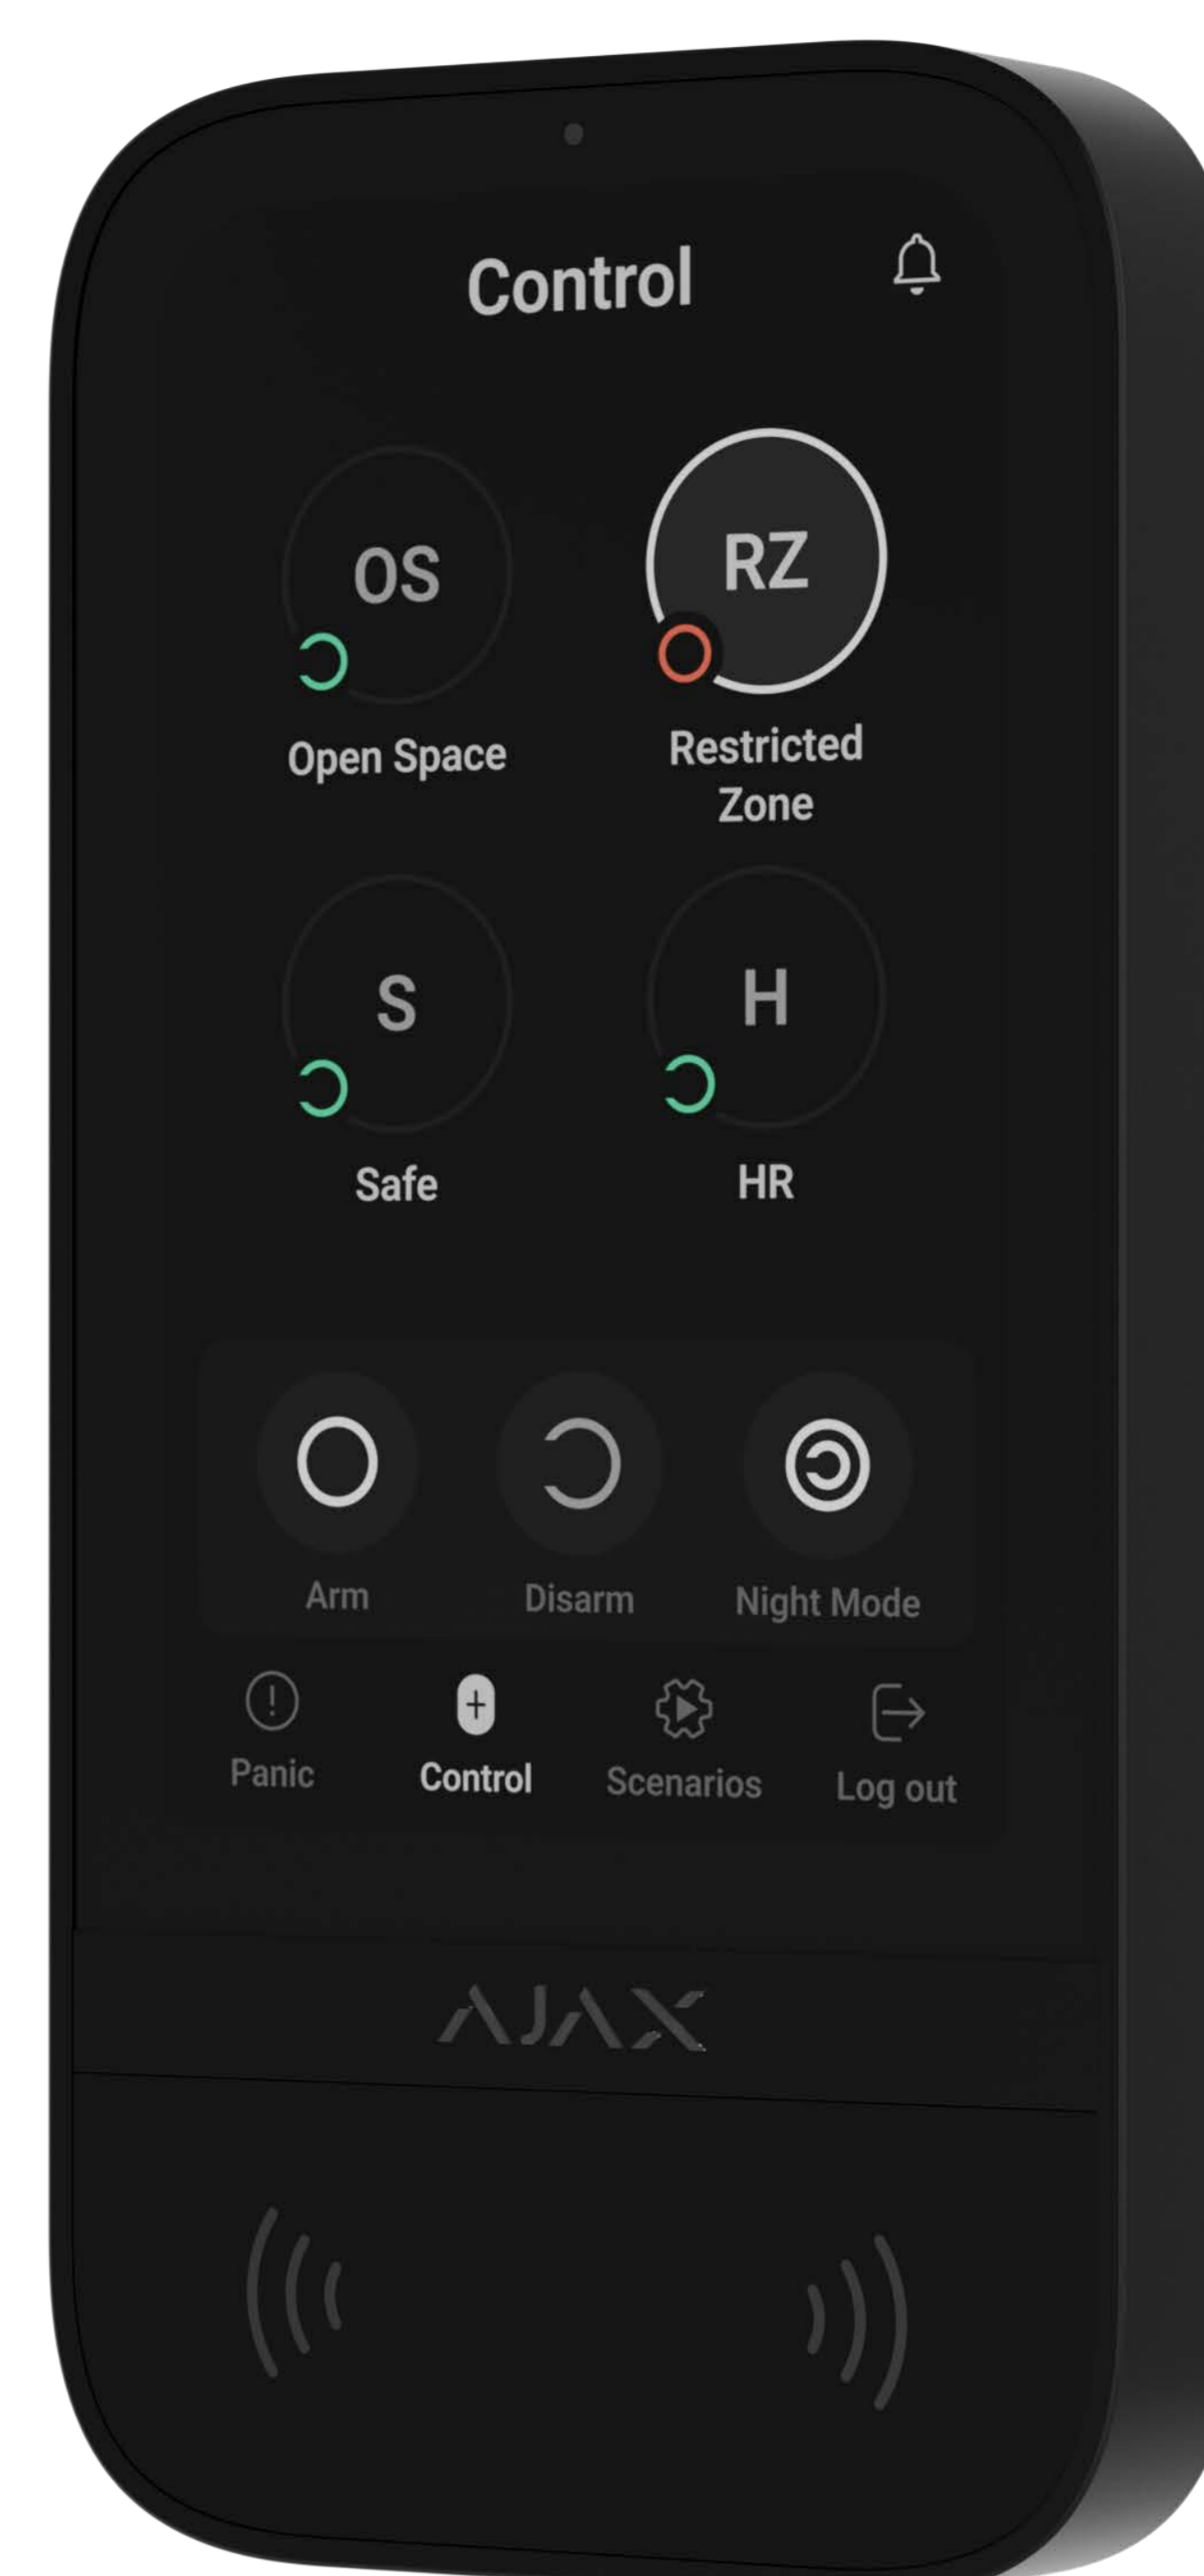 Control
OS
RZ
Open Space
Restricted
Zone
S
H
Safe
HR
Arm
Disarm
Night Mode
Panic
Control
Scenarios
Log out
AJAX